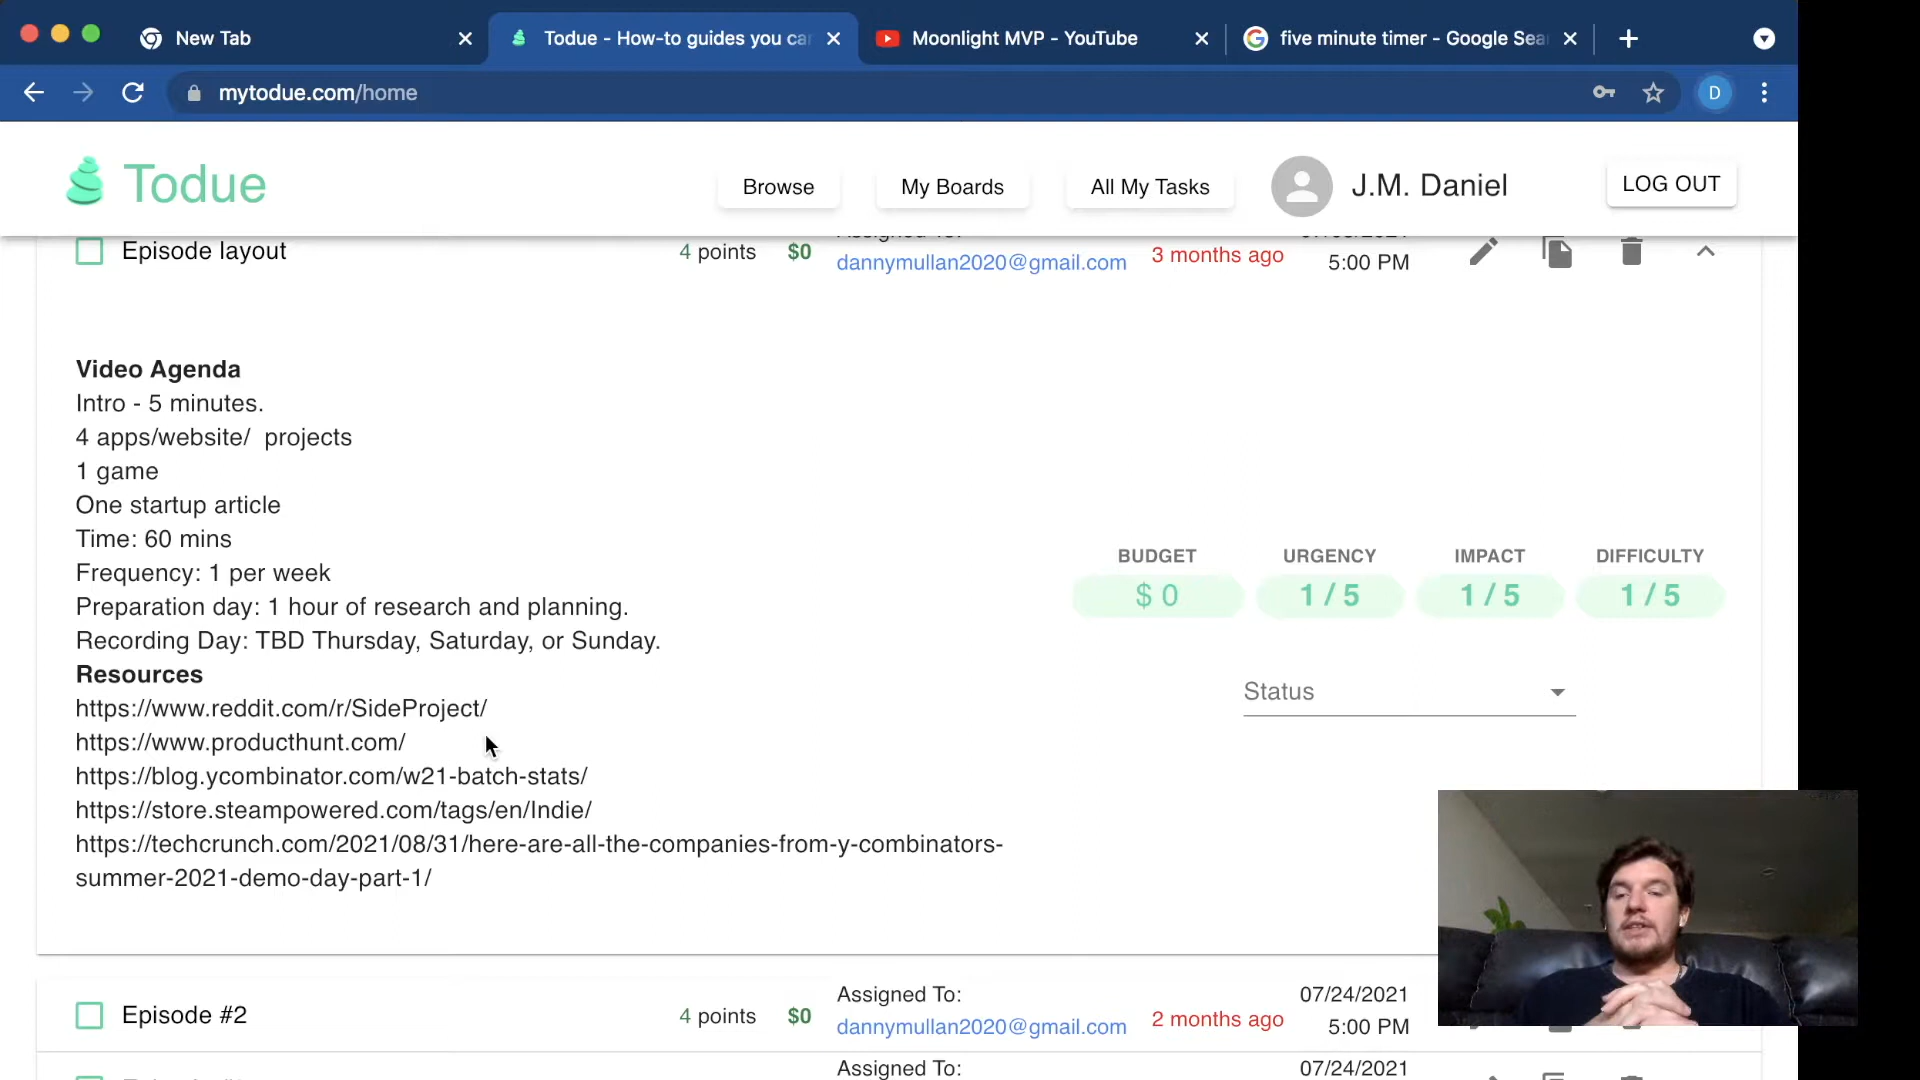 New Tab
Todue - How-to guides you ca
Moonlight MVP - YouTube
five minute timer - Google Sea
mytodue.com/home
D
Todue
Browse
My Boards
All My Tasks
J.M. Daniel
LOG OUT
Episode layout
4 points
$0
dannymullan2020@gmail.com
3 months ago
5:00 PM
Video Agenda
Intro - 5 minutes.
4 apps/website/  projects
1 game
One startup article
Time: 60 mins
Frequency: 1 per week
Preparation day: 1 hour of research and planning.
Recording Day: TBD Thursday, Saturday, or Sunday.
Resources
https://www.reddit.com/r/SideProject/
https://www.producthunt.com/
https://blog.ycombinator.com/w21-batch-stats/
https://store.steampowered.com/tags/en/Indie/
https://techcrunch.com/2021/08/31/here-are-all-the-companies-from-y-combinators-
summer-2021-demo-day-part-1/
BUDGET
$ 0
URGENCY
1 / 5
IMPACT
1 / 5
DIFFICULTY
1 / 5
Status
Episode #2
4 points
$0
Assigned To:
dannymullan2020@gmail.com
2 months ago
07/24/2021
5:00 PM
Assigned To:
07/24/2021